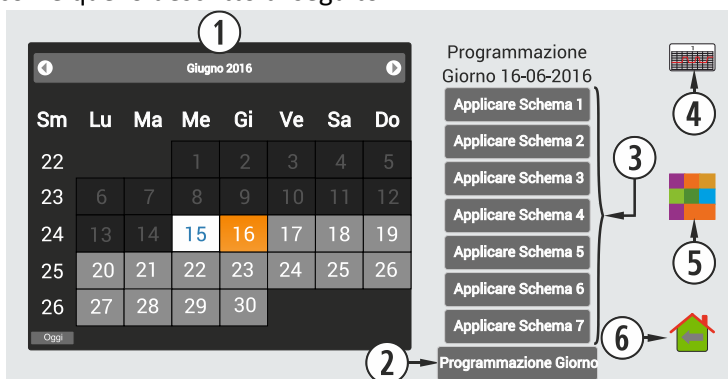 1
Giugno 2016
Sm Lu Ma Me Gi Ve Sa Do
22 1 2 3 4 5
23 6 7 8 9 10 11 12
24 13 14 15 16 17 18 19
25 20 21 22 23 24 25 26
26 27 28 29 30
Oggi
Programmazione
Giorno 16-06-2016
Applicare Schema 1
Applicare Schema 2
Applicare Schema 3
Applicare Schema 4
Applicare Schema 5
Applicare Schema 6
Applicare Schema 7
2
Programmazione Giorno
3
4
5
6